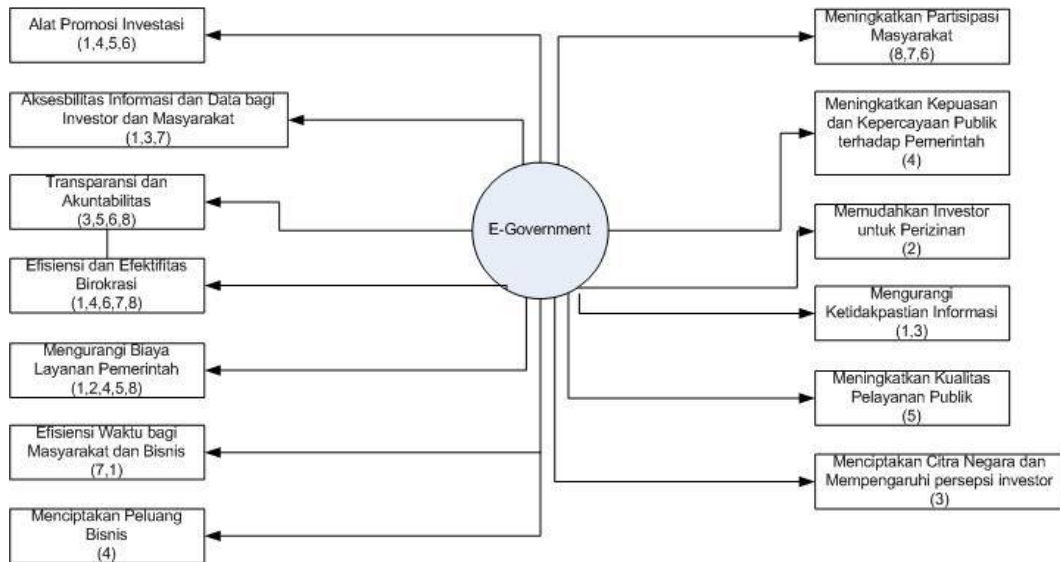 Alat Promosi Investasi
(1,4,5,6)
Aksesbilitas Informasi dan Data bagi
Investor dan Masyarakat
(1,3,7)
Transparansi dan
Akuntabilitas
(3,5,6,8)
Efisiensi dan Efektifitas
Birokrasi
(1,4,6,7,8)
Mengurangi Biaya
Layanan Pemerintah
(1,2,4,5,8)
Efisiensi Waktu bagi
Masyarakat dan Bisnis
(7,1)
Menciptakan Peluang
Bisnis
(4)
E-Government
Meningkatkan Partisipasi
Masyarakat
(8,7,6)
Meningkatkan Kepuasan
dan Kepercayaan Publik
terhadap Pemerintah
(4)
Memudahkan Investor
untuk Perizinan
(2)
Mengurangi
Ketidakpastian Informasi
(1,3)
Meningkatkan Kualitas
Pelayanan Publik
(5)
Menciptakan Citra Negara dan
Mempengaruhi persepsi investor
(3)